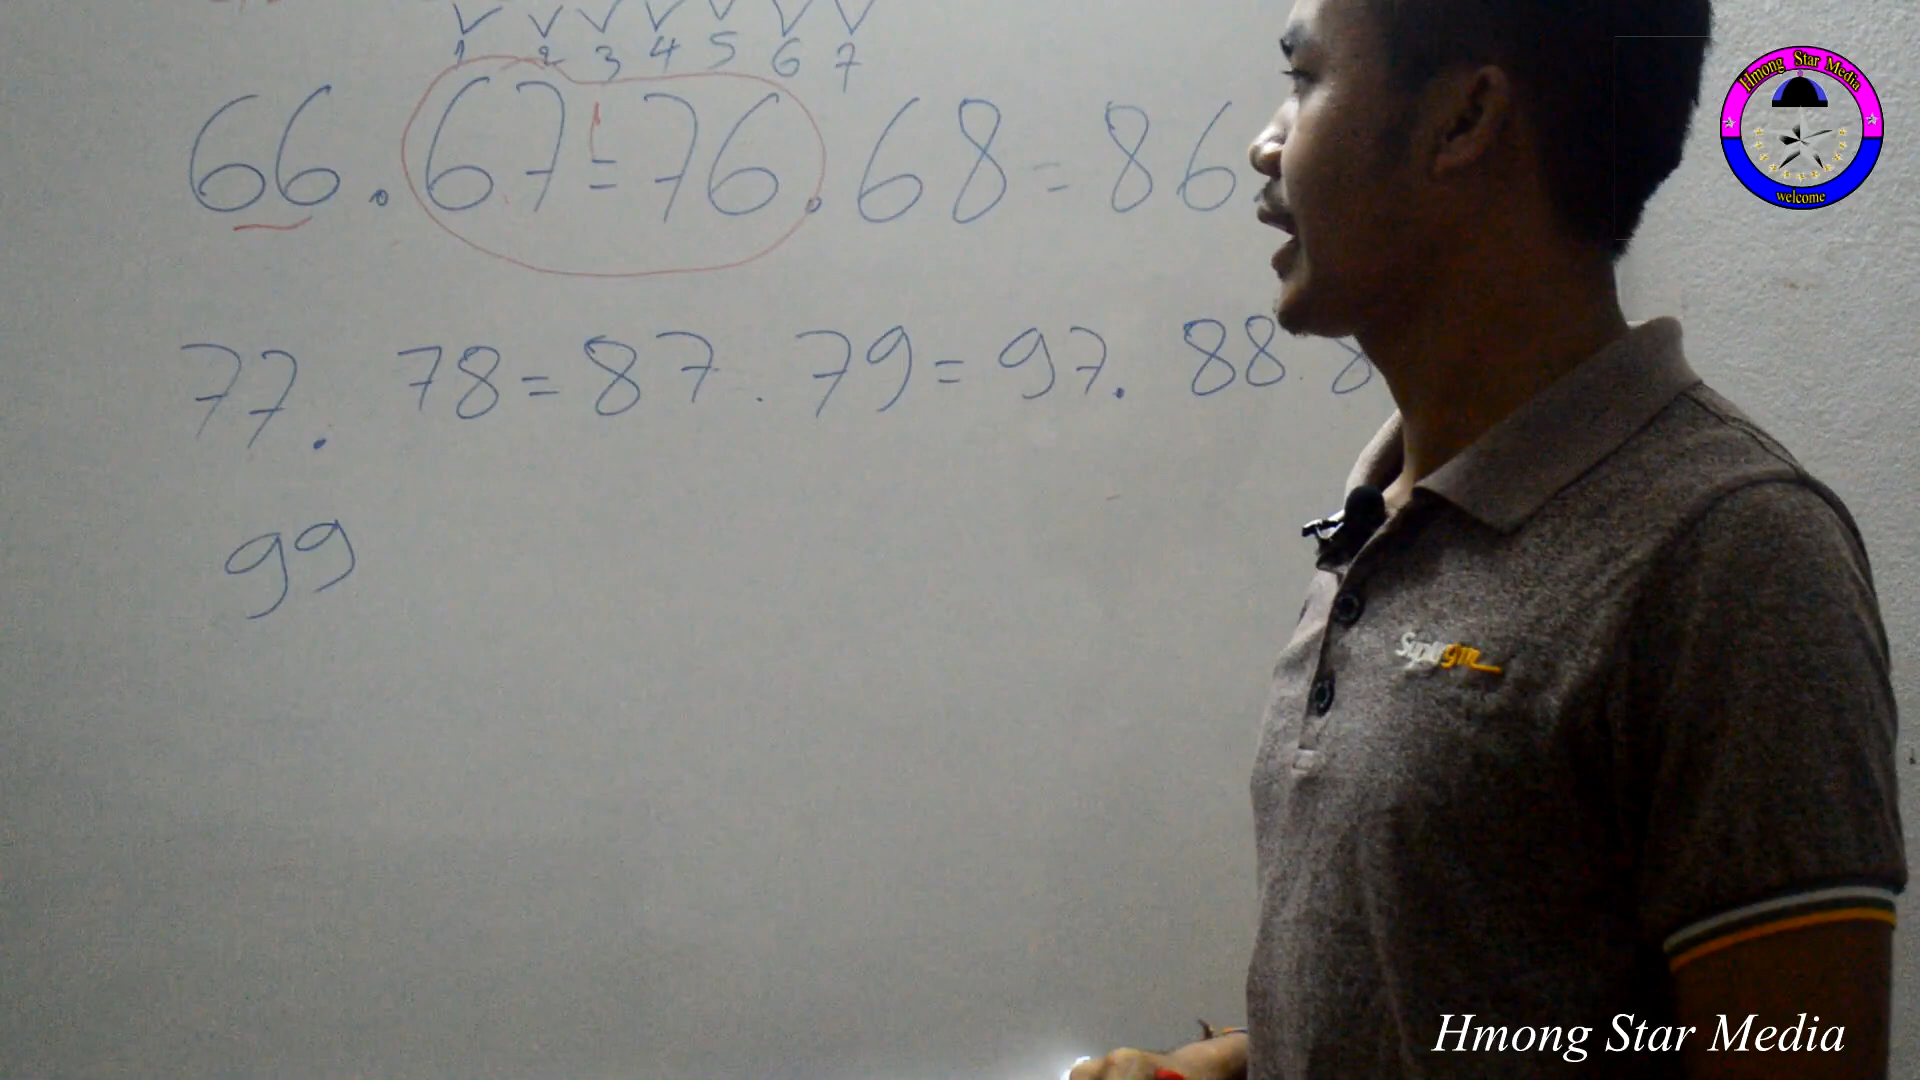 1 2 3 4 5 6 7
66 . 67 = 76 . 68 = 86
77 . 78 = 87 . 79 = 97 . 88 . 8
99
Hmong Star Media
welcome
Hmong Star Media